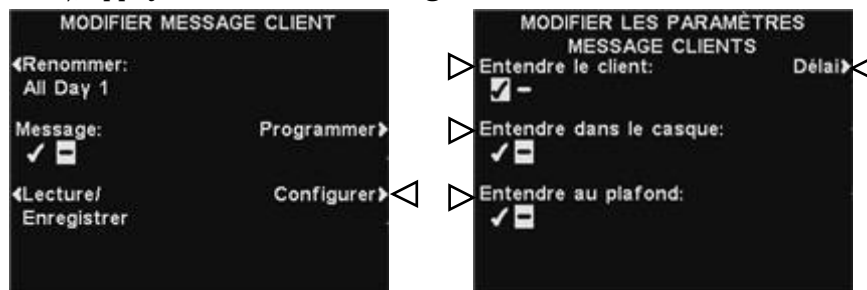 MODIFIER MESSAGE CLIENT
Renommer:
All Day 1
Message:
Programmer
Lecture/
Configurer
Enregistrer
MODIFIER LES PARAMÈTRES
MESSAGE CLIENTS
Entendre le client:
Délai
Entendre dans le casque:
Entendre au plafond: